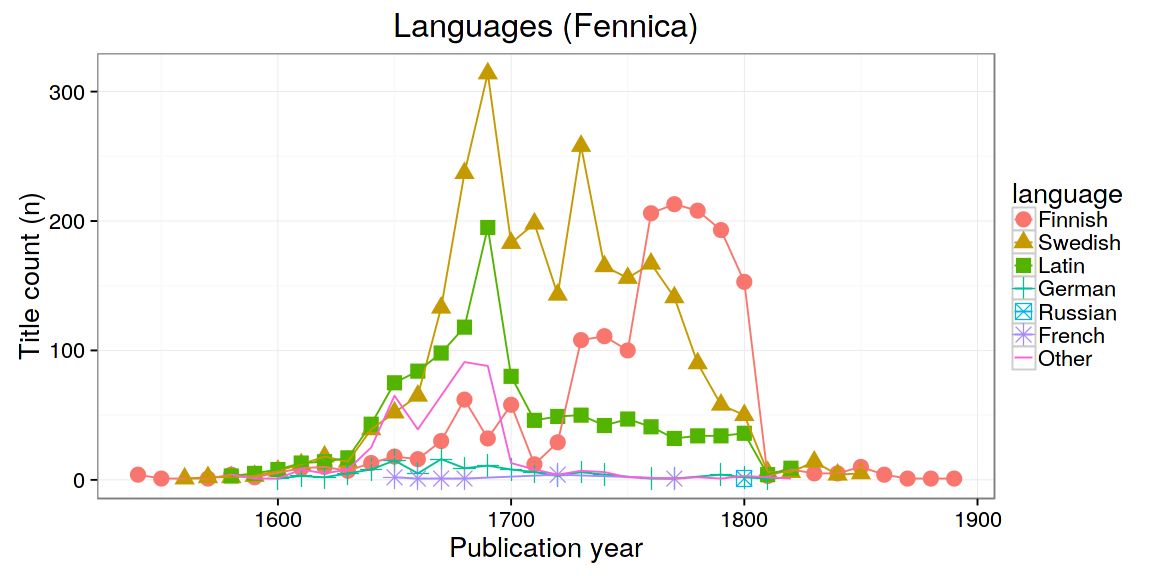 Languages (Fennica)
Title count (n)
300
200
100
0
1600
1700
1800
1900
Publication year
language
Finnish
Swedish
Latin
German
Russian
French
Other